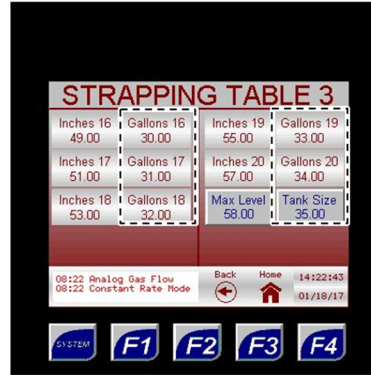 STRAPPING TABLE 3
Inches 16 Gallons 16 Inches 19 Gallons 19
49.00 30.00 55.00 33.00
Inches 17 Gallons 17 Inches 20 Gallons 20
51.00 31.00 57.00 34.00
Inches 18 Gallons 18 Max Level Tank Size
53.00 32.00 58.00 35.00
08:22 Analog Gas Flow Back Home 14:22:43
08:22 Constant Rate Mode 01/18/17
SYSTEM F1 F2 F3 F4